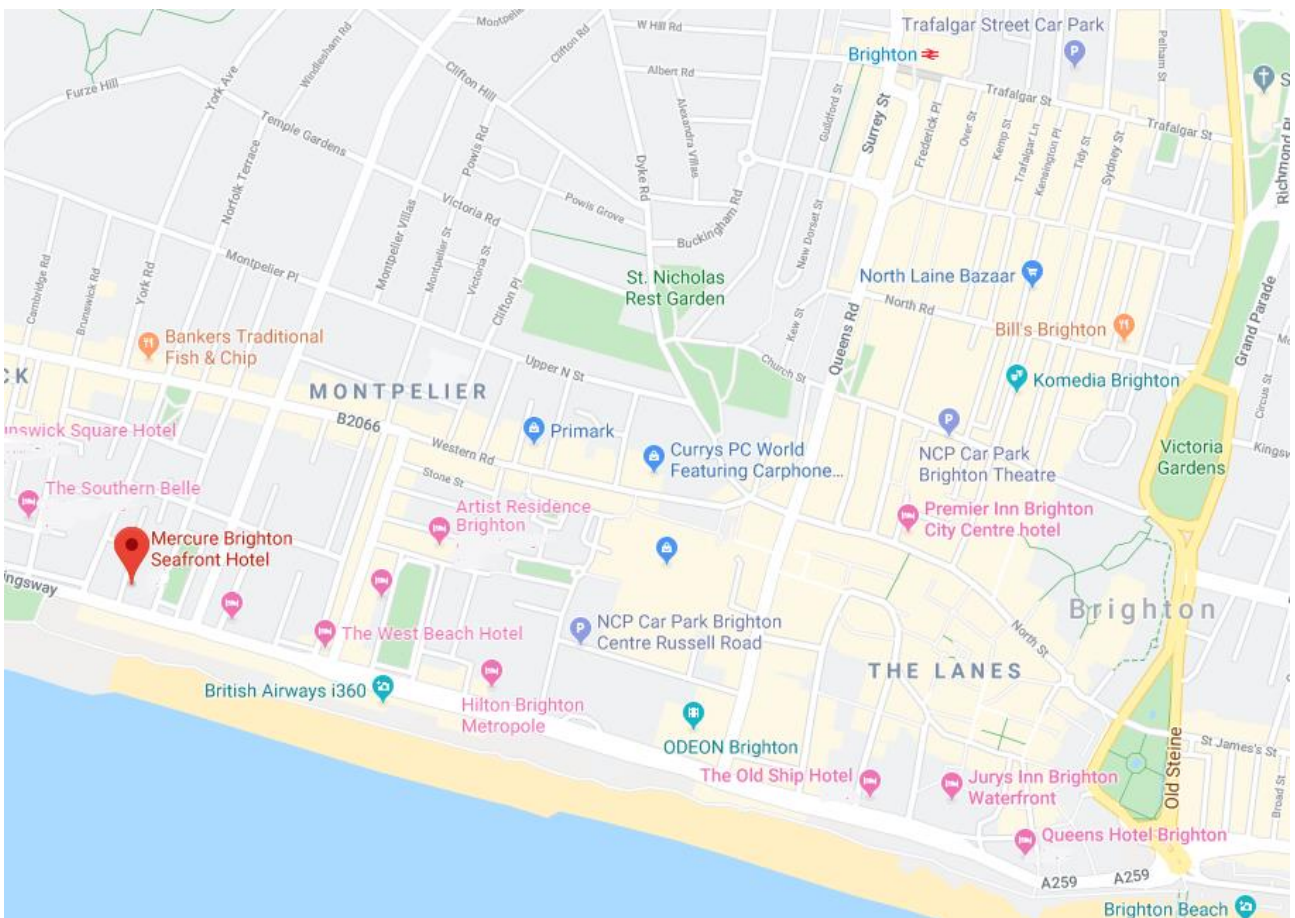 Trafalgar Street Car Park
Brighton
W Hill Rd
Montpelier
Clifton Rd
Albert Rd
Alexandra Villas
Guildford St
Surrey St
Frederick Pl
Trafalgar St
Trafalgar St
Over St
Kemp St
Trafalgar Ln
Kensington Pl
Tidy St
Sydney St
Pelham St
S
Richmond Pl
Windlesham Rd
York Ave
Furze Hill
Clifton Hill
Temple Gardens
Norfolk Terrace
Powis Rd
Victoria Rd
Powis Grove
Dyke Rd
Buckingham Rd
New Dorset St
Montpelier Villas
Montpelier St
Victoria St
Clifton Pl
Montpelier Pl
Cambridge Rd
Brunswick Rd
York Rd
St. Nicholas
Rest Garden
Kew St
Church St
Queens Rd
North Laine Bazaar
North Rd
Bill's Brighton
Grand Parade
Circus St
Komedia Brighton
Bankers Traditional
Fish & Chip
Upper N St
CK
MONTPELIER
B2066
Western Rd
Stone St
Primark
Currys PC World
Featuring Carphone...
NCP Car Park
Brighton Theatre
Victoria
Gardens
Kingsw
nswick Square Hotel
The Southern Belle
Artist Residence
Brighton
Premier Inn Brighton
City Centre hotel
Mercure Brighton
Seafront Hotel
ingsway
The West Beach Hotel
NCP Car Park Brighton
Centre Russell Road
Brighton
North St
THE LANES
British Airways i360
Hilton Brighton
Metropole
ODEON Brighton
The Old Ship Hotel
Jurys Inn Brighton
Waterfront
Old Steine
St James's St
Broad St
Queens Hotel Brighton
A259
A259
Brighton Beach